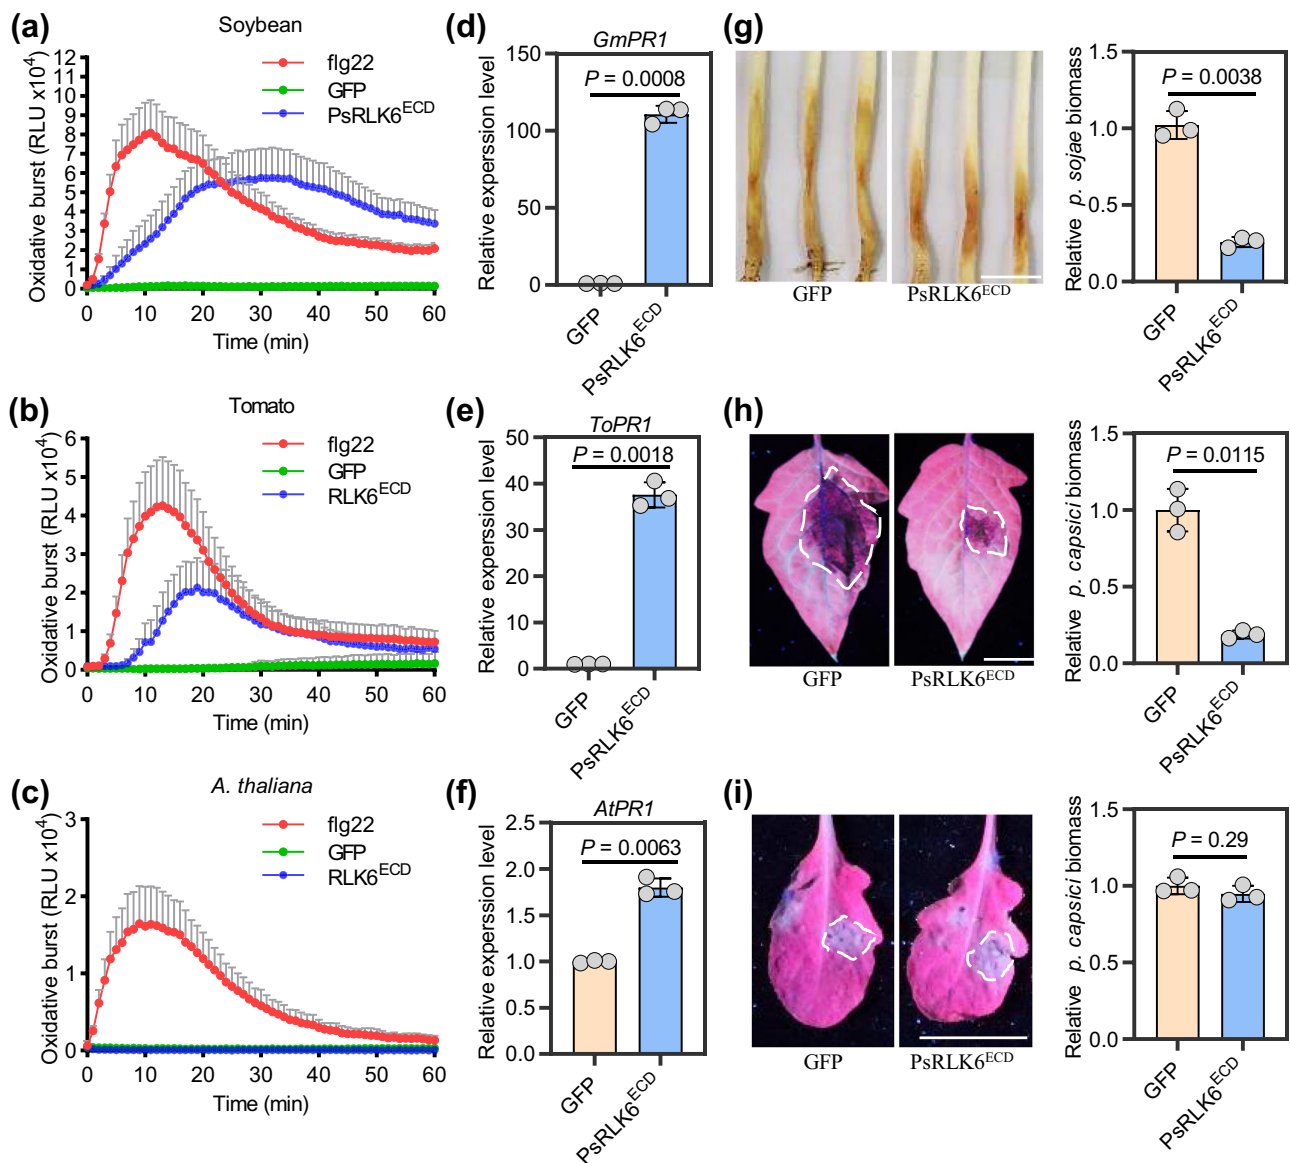 (a)
Soybean
Oxidative burst (RLU x10⁴)
12
11
10
9
8
7
6
5
4
3
2
1
0
flg22
GFP
PsRLK6ᴱᶜᴰ
0 10 20 30 40 50 60
Time (min)
(d)
GmPR1
Relative experssion level
150
100
50
0
P = 0.0008
GFP
PsRLK6ᴱᶜᴰ
(g)
GFP
PsRLK6ᴱᶜᴰ
Relative p. sojae biomass
1.5
1.0
0.5
0.0
P = 0.0038
GFP
PsRLK6ᴱᶜᴰ
(b)
Tomato
Oxidative burst (RLU x10⁴)
6
5
4
3
2
1
0
flg22
GFP
RLK6ᴱᶜᴰ
0 10 20 30 40 50 60
Time (min)
(e)
ToPR1
Relative experssion level
50
40
30
20
10
0
P = 0.0018
GFP
PsRLK6ᴱᶜᴰ
(h)
GFP
PsRLK6ᴱᶜᴰ
Relative p. capsici biomass
1.5
1.0
0.5
0.0
P = 0.0115
GFP
PsRLK6ᴱᶜᴰ
(c)
A. thaliana
Oxidative burst (RLU x10⁴)
3
2
1
0
flg22
GFP
RLK6ᴱᶜᴰ
0 10 20 30 40 50 60
Time (min)
(f)
AtPR1
Relative experssion level
2.5
2.0
1.5
1.0
0.5
0.0
P = 0.0063
GFP
PsRLK6ᴱᶜᴰ
(i)
GFP
PsRLK6ᴱᶜᴰ
Relative p. capsici biomass
1.5
1.0
0.5
0.0
P = 0.29
GFP
PsRLK6ᴱᶜᴰ